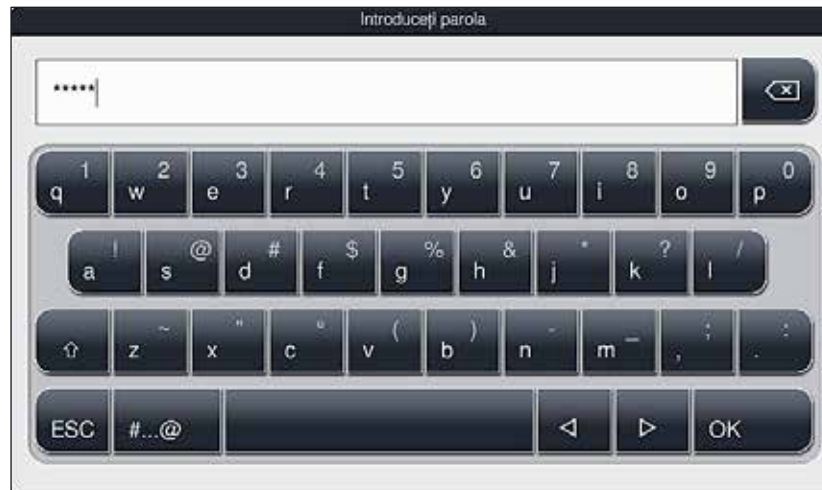 Introduceți parola
*****
1 2 3 4 5 6 7 8 9 0
q w e r t y u i o p
! @ # $ % & * ? /
a s d f g h j k l
~ " ( ) - _ ; :
z x c v b n m , .
ESC #...@ OK